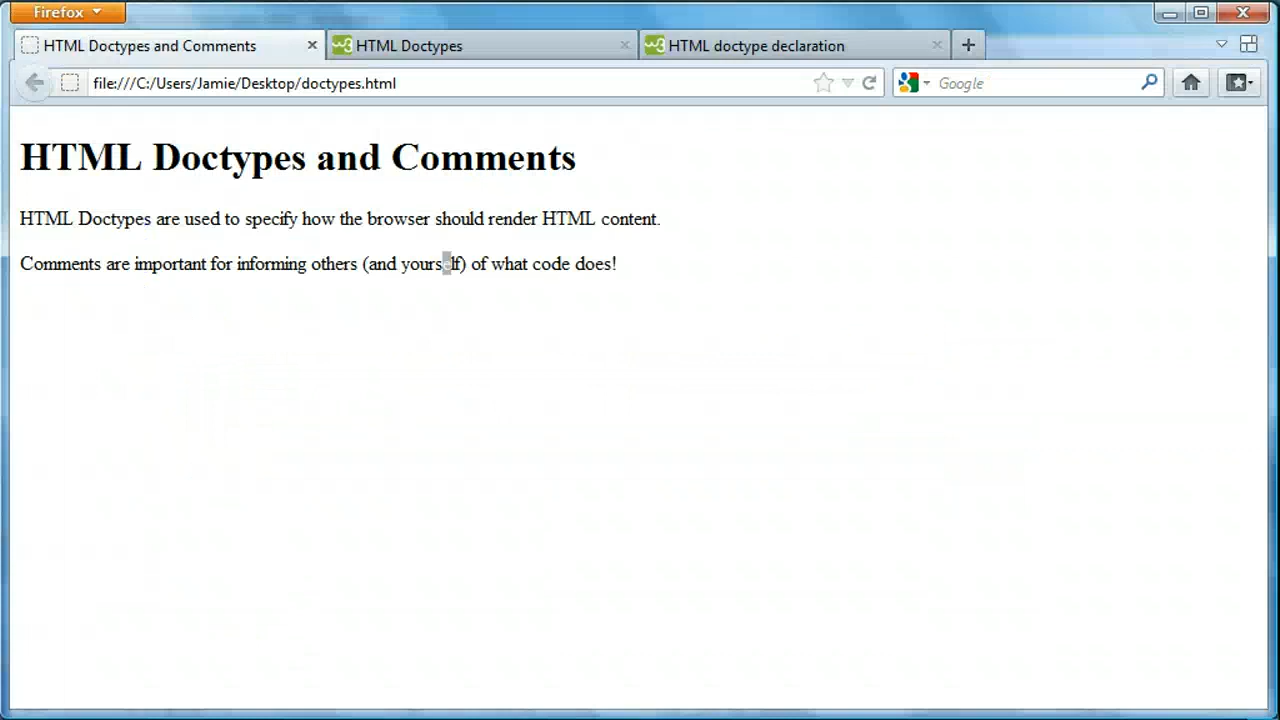 Firefox
HTML Doctypes and Comments
HTML Doctypes
HTML doctype declaration
file:///C:/Users/Jamie/Desktop/doctypes.html
Google
HTML Doctypes and Comments
HTML Doctypes are used to specify how the browser should render HTML content.
Comments are important for informing others (and yourself) of what code does!